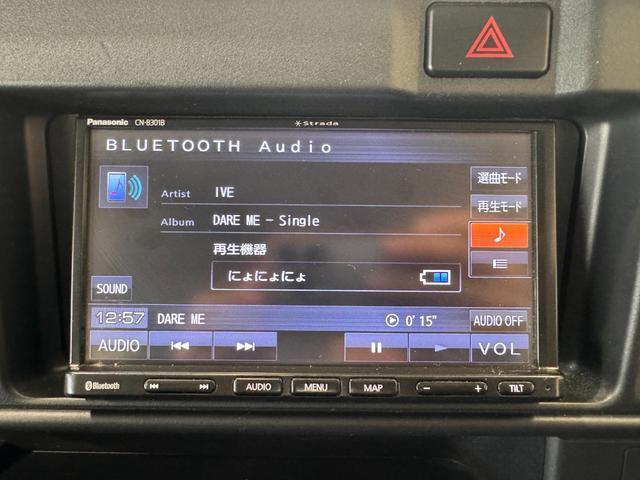 Panasonic CN-B301B Strada
BLUETOOTH Audio
選曲ﾓｰﾄﾞ
Artist IVE
再生ﾓｰﾄﾞ
Album DARE ME - Single
♪
再生機器
にょにょにょ
SOUND
12:57 DARE ME 0'15" AUDIO OFF
AUDIO VOL
Bluetooth AUDIO MENU MAP - + TILT